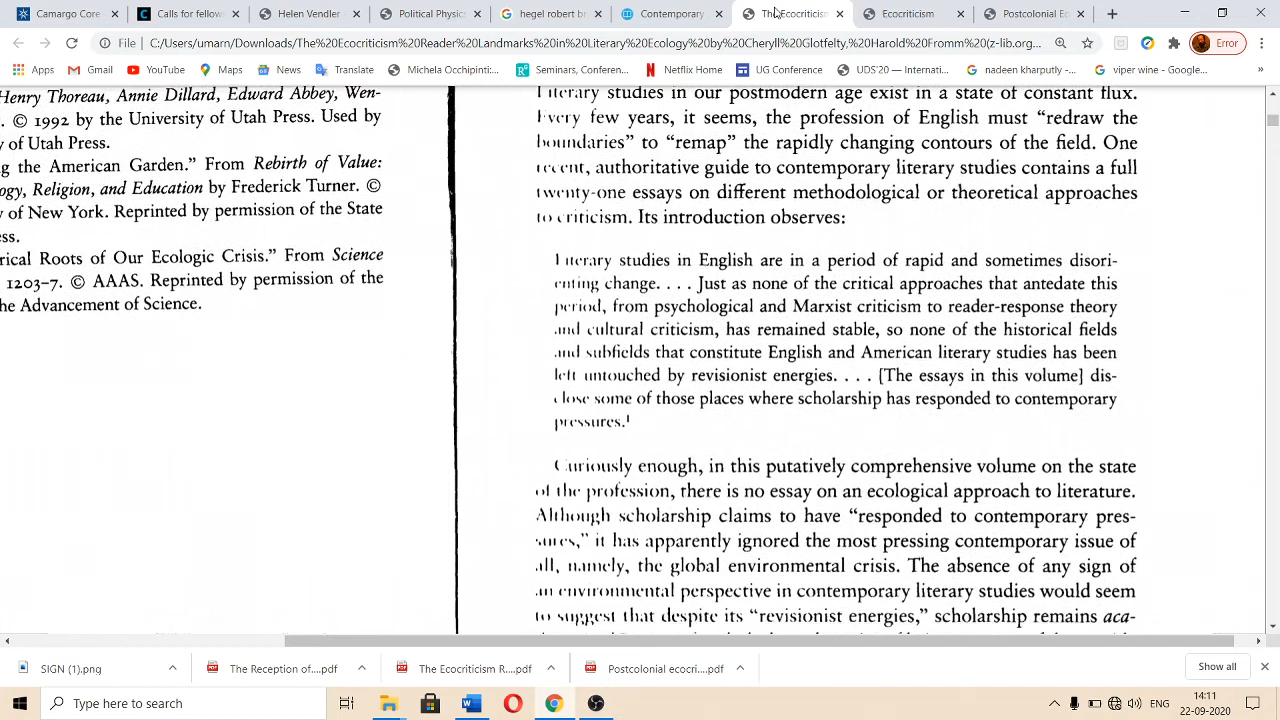 Camargo Core
Calls for fellow
Helen Vendler
Political Physic
hegel robert
Contemporary
The Ecocriticism
Ecocriticism
Postcolonial Ec
File
C:/Users/umarn/Downloads/The%20Ecocriticism%20Reader%20Landmarks%20in%20Literary%20Ecology%20by%20Cheryll%20Glotfelty,%20Harold%20Fromm%20(z-lib.org...
Error
Apps
Gmail
YouTube
Maps
News
Translate
Michela Occhipinti...
Seminars, Conferen...
Netflix Home
UG Conference
UDS20 — Internati...
nadeen kharputly -...
viper wine - Google...
»
Henry Thoreau, Annie Dillard, Edward Abbey, Wen-
. © 1992 by the University of Utah Press. Used by
y of Utah Press.
ng the American Garden.” From Rebirth of Value:
ogy, Religion, and Education by Frederick Turner. ©
y of New York. Reprinted by permission of the State
ess.
rical Roots of Our Ecologic Crisis.” From Science
1203–7. © AAAS. Reprinted by permission of the
he Advancement of Science.
Literary studies in our postmodern age exist in a state of constant flux.
Every few years, it seems, the profession of English must “redraw the
boundaries” to “remap” the rapidly changing contours of the field. One
recent, authoritative guide to contemporary literary studies contains a full
twenty-one essays on different methodological or theoretical approaches
to criticism. Its introduction observes:
Literary studies in English are in a period of rapid and sometimes disori-
enting change. . . . Just as none of the critical approaches that antedate this
period, from psychological and Marxist criticism to reader-response theory
and cultural criticism, has remained stable, so none of the historical fields
and subfields that constitute English and American literary studies has been
left untouched by revisionist energies. . . . [The essays in this volume] dis-
close some of those places where scholarship has responded to contemporary
pressures.¹
Curiously enough, in this putatively comprehensive volume on the state
of the profession, there is no essay on an ecological approach to literature.
Although scholarship claims to have “responded to contemporary pres-
sures,” it has apparently ignored the most pressing contemporary issue of
all, namely, the global environmental crisis. The absence of any sign of
an environmental perspective in contemporary literary studies would seem
to suggest that despite its “revisionist energies,” scholarship remains aca-
SIGN (1).png
The Reception of....pdf
The Ecocriticism R....pdf
Postcolonial ecocri....pdf
Show all
Type here to search
ENG
14:11
22-09-2020